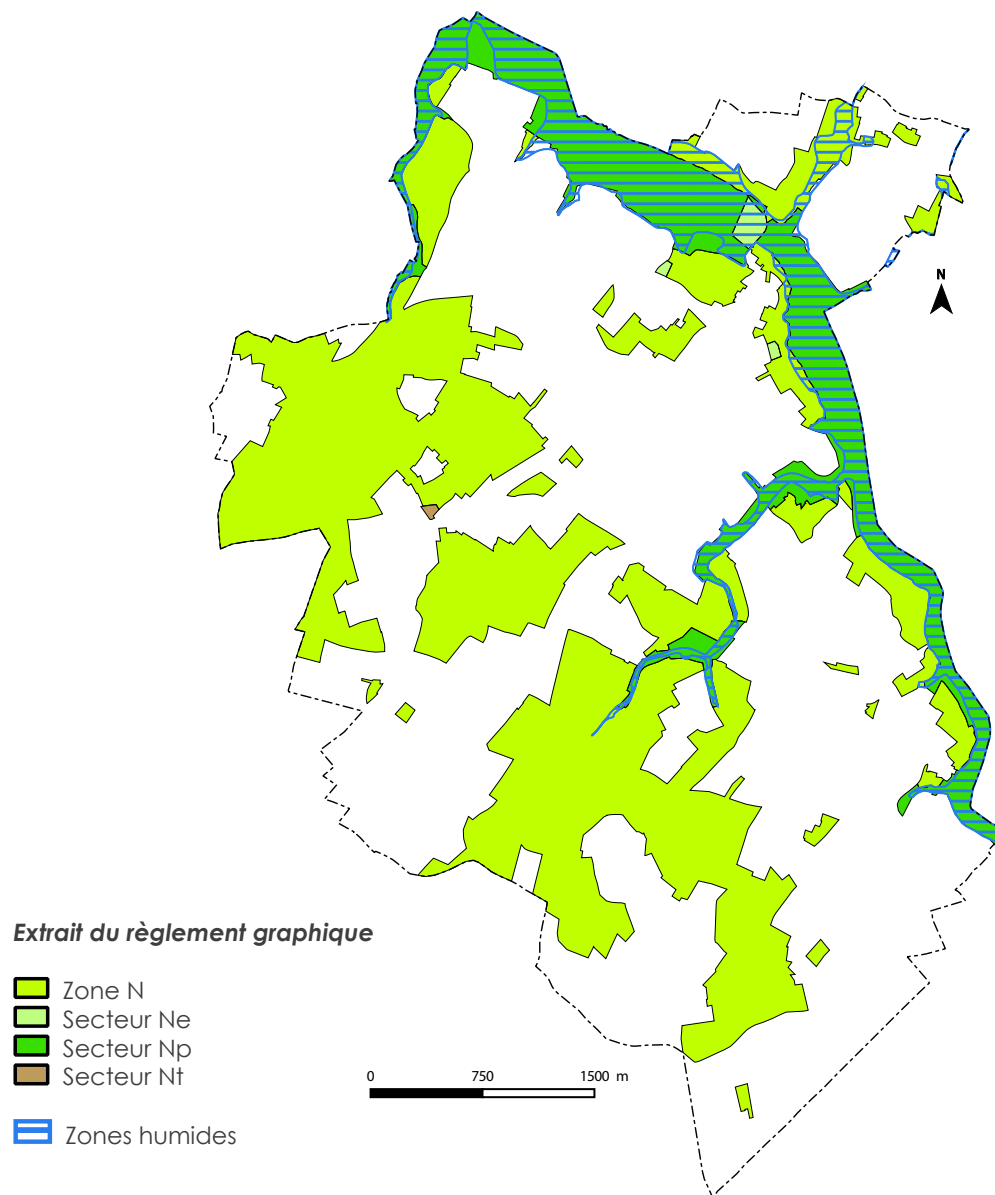 N
Extrait du règlement graphique
Zone N
Secteur Ne
Secteur Np
Secteur Nt
Zones humides
0 750 1500 m